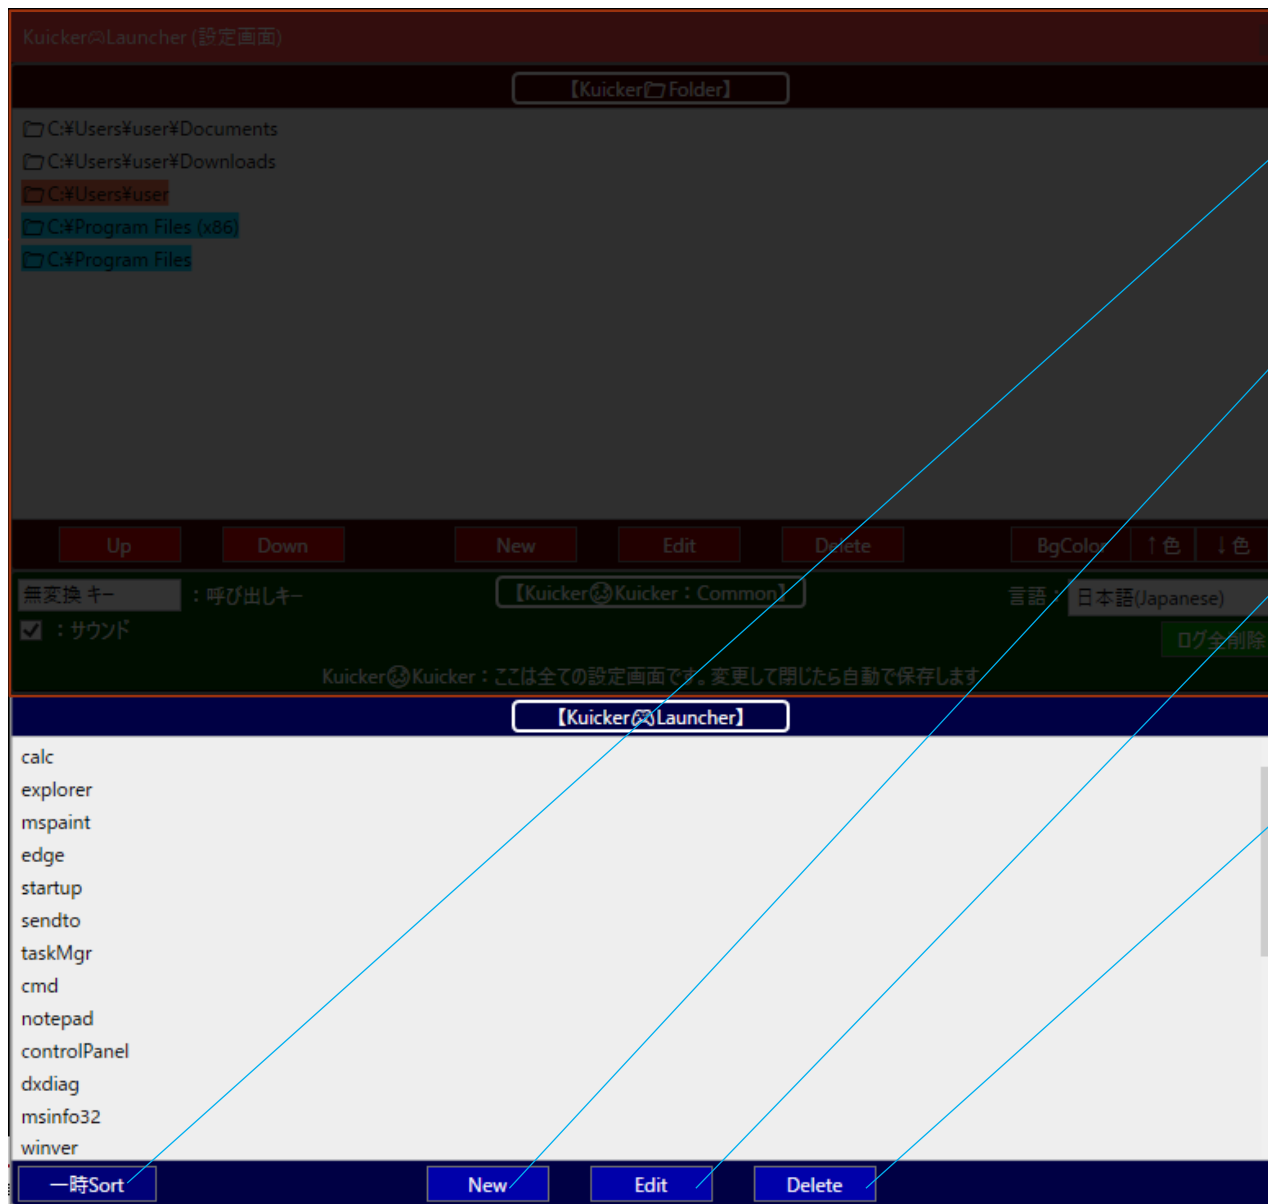 Kuicker🎮Launcher (設定画面)
【Kuicker🗁Folder】
🗁C:¥Users¥user¥Documents
🗁C:¥Users¥user¥Downloads
🗁C:¥Users¥user
🗁C:¥Program Files (x86)
🗁C:¥Program Files
Up Down New Edit Delete BgColor ↑色 ↓色
無変換 キー ：呼び出しキー 【Kuicker😰Kuicker：Common】 言語： 日本語(Japanese)
：サウンド ログ全削除
Kuicker😰Kuicker：ここは全ての設定画面です。変更して閉じたら自動で保存します
【Kuicker🎮Launcher】
calc
explorer
mspaint
edge
startup
sendto
taskMgr
cmd
notepad
controlPanel
dxdiag
msinfo32
winver
一時Sort New Edit Delete